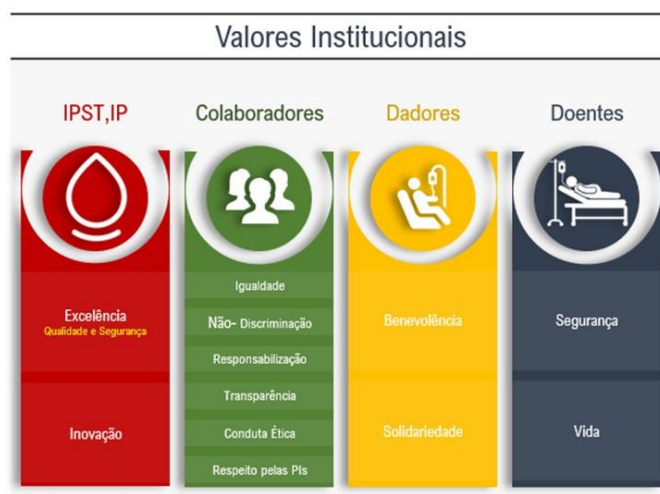 Valores Institucionais
IPST,IP
Colaboradores
Dadores
Doentes
Excelência
Qualidade e Segurança
Inovação
Igualdade
Não- Discriminação
Responsabilização
Transparência
Conduta Ética
Respeito pelas PIs
Benevolência
Solidariedade
Segurança
Vida